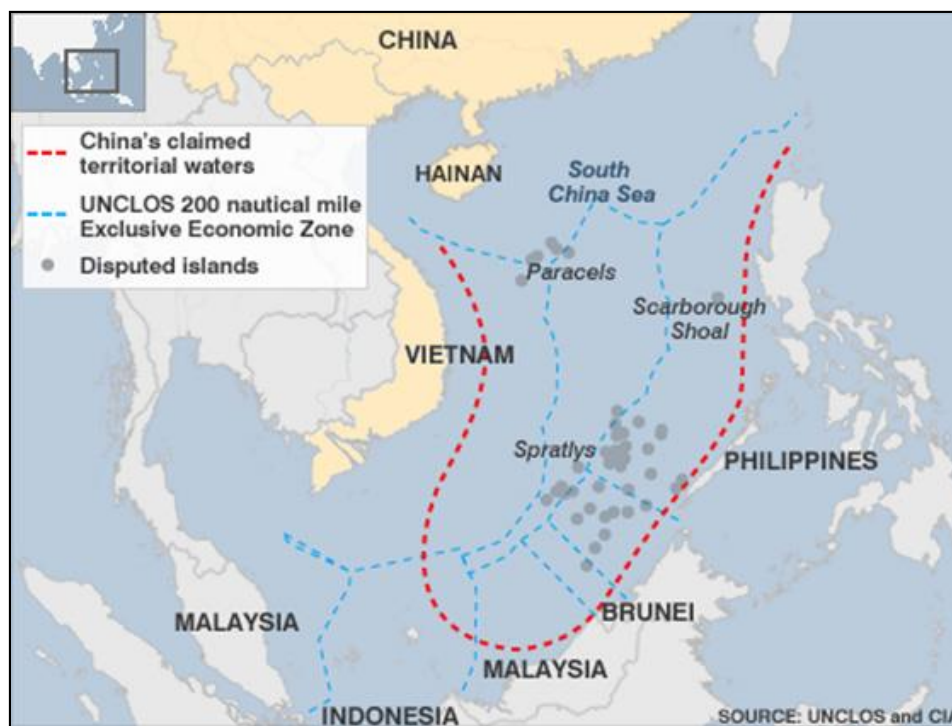 CHINA
China's claimed
territorial waters
UNCLOS 200 nautical mile
Exclusive Economic Zone
Disputed islands
HAINAN
South
China Sea
Paracels
Scarborough
Shoal
VIETNAM
Spratlys
PHILIPPINES
MALAYSIA
BRUNEI
MALAYSIA
INDONESIA
SOURCE: UNCLOS and